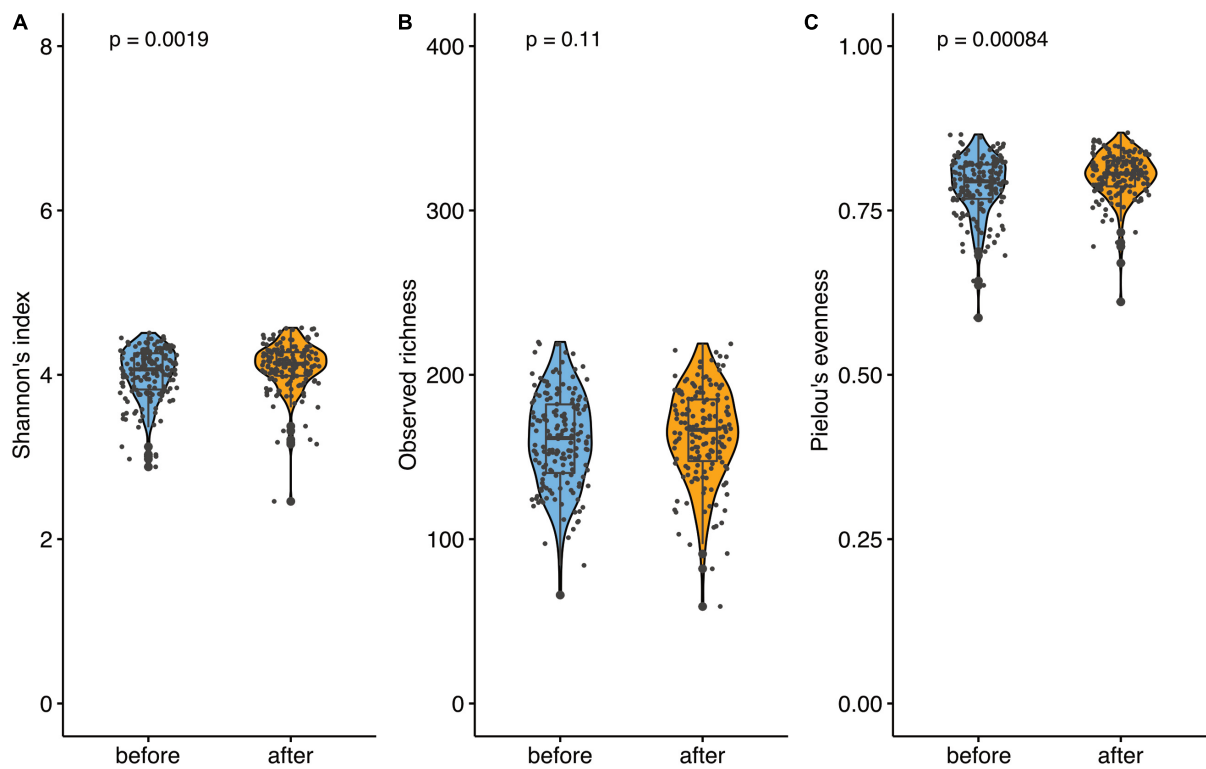 A
p = 0.0019
8
6
4
2
0
Shannon's index
before after
B
p = 0.11
400
300
200
100
0
Observed richness
before after
C
p = 0.00084
1.00
0.75
0.50
0.25
0.00
Pielou's evenness
before after